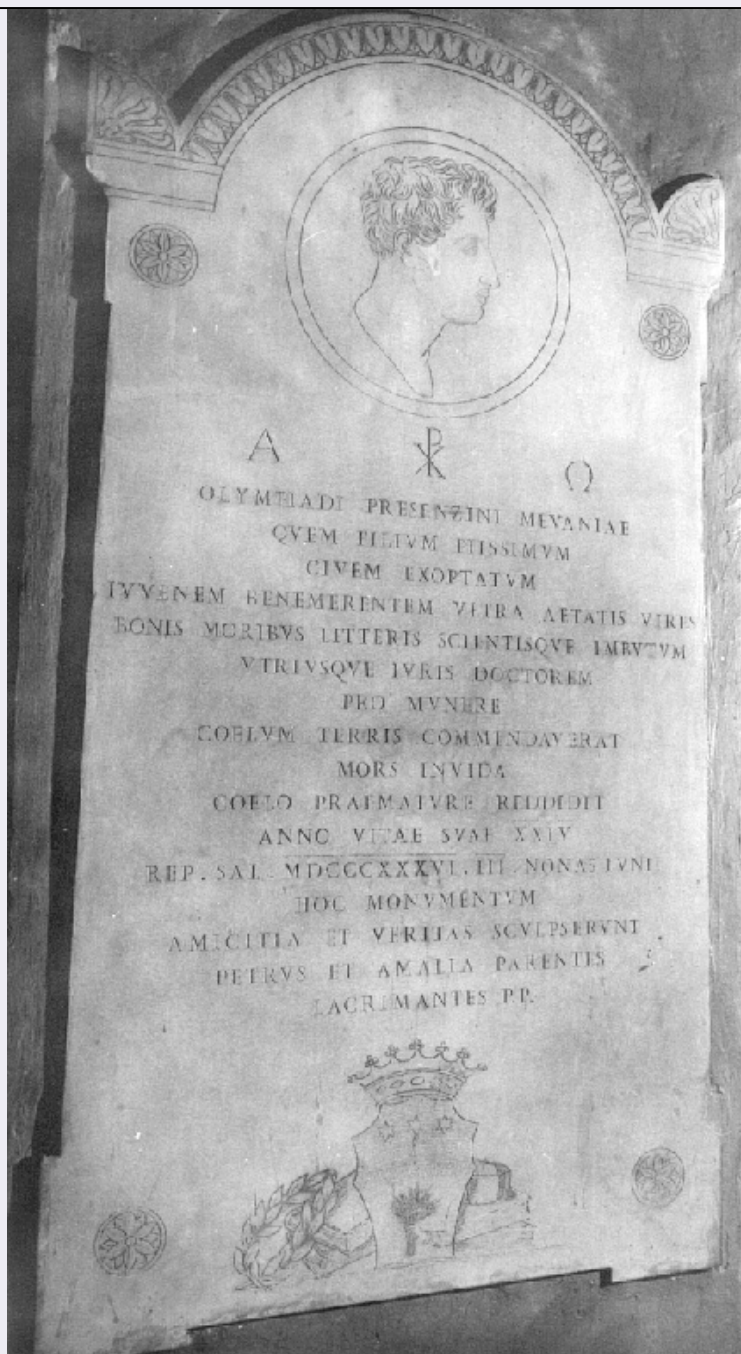 Α ☧ Ω
OLYMPIADI PRESENZINI MEVANIAE
QVEM FILIVM PIISSIMVM
CIVEM EXOPTATVM
IVVENEM BENEMERENTEM VLTRA AETATIS VIRES
BONIS MORIBVS LITTERIS SCIENTISQVE IMBVTVM
VTRIVSQVE IVRIS DOCTOREM
PRO MVNERE
COELVM TERRIS COMMENDAVERAT
MORS INVIDA
COELO PRAEMATVRE REDDIDIT
ANNO VITAE SVAE XXIV
REP. SAL. MDCCCXXXVI. III NONAS IVNI
HOC MONVMENTVM
AMICITIA ET VERITAS SCVLPSERVNT
PETRVS ET AMALIA PARENTES
LACRIMANTES P.P.